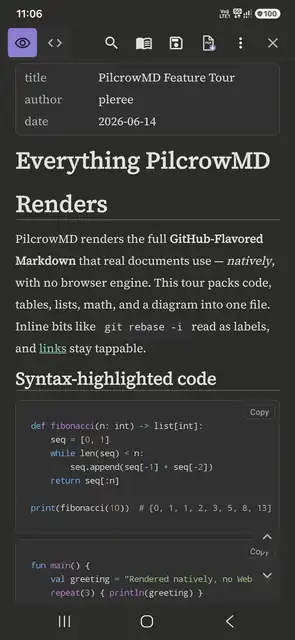 11:06
VoI LTE1
5G
100
title PilcrowMD Feature Tour
author pleree
date 2026-06-14
Everything PilcrowMD
Renders
PilcrowMD renders the full GitHub-Flavored
Markdown that real documents use — natively,
with no browser engine. This tour packs code,
tables, lists, math, and a diagram into one file.
Inline bits like git rebase -i read as labels,
and links stay tappable.
Syntax-highlighted code
Copy
def fibonacci(n: int) -> list[int]:
    seq = [0, 1]
    while len(seq) < n:
        seq.append(seq[-1] + seq[-2])
    return seq[:n]
print(fibonacci(10))  # [0, 1, 1, 2, 3, 5, 8, 13]
Copy
fun main() {
    val greeting = "Rendered natively, no Web
    repeat(3) { println(greeting) }